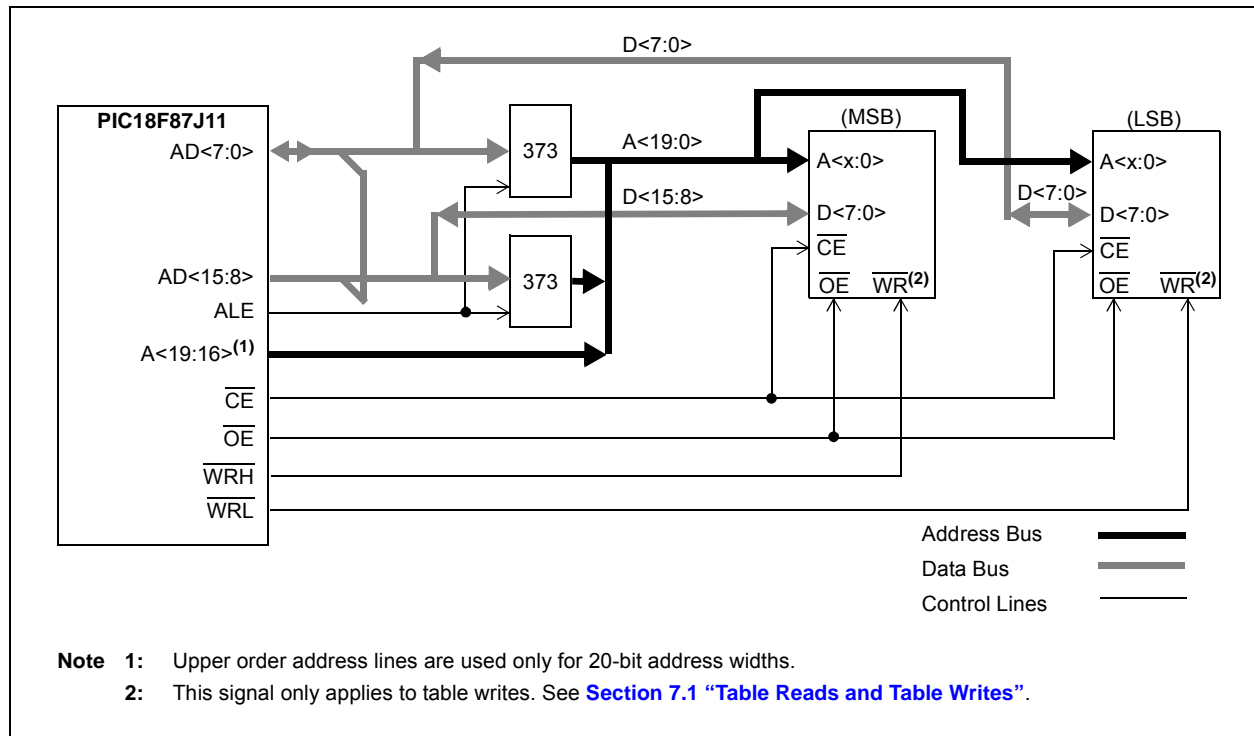 D<7:0>
PIC18F87J11
AD<7:0>
373
A<19:0>
(MSB)
A<x:0>
(LSB)
A<x:0>
D<15:8>
D<7:0>
D<7:0>
D<7:0>
CE
CE
AD<15:8>
373
OE WR(2)
OE WR(2)
ALE
A<19:16>(1)
CE
OE
WRH
WRL
Address Bus
Data Bus
Control Lines
Note 1: Upper order address lines are used only for 20-bit address widths.
2: This signal only applies to table writes. See Section 7.1 “Table Reads and Table Writes”.